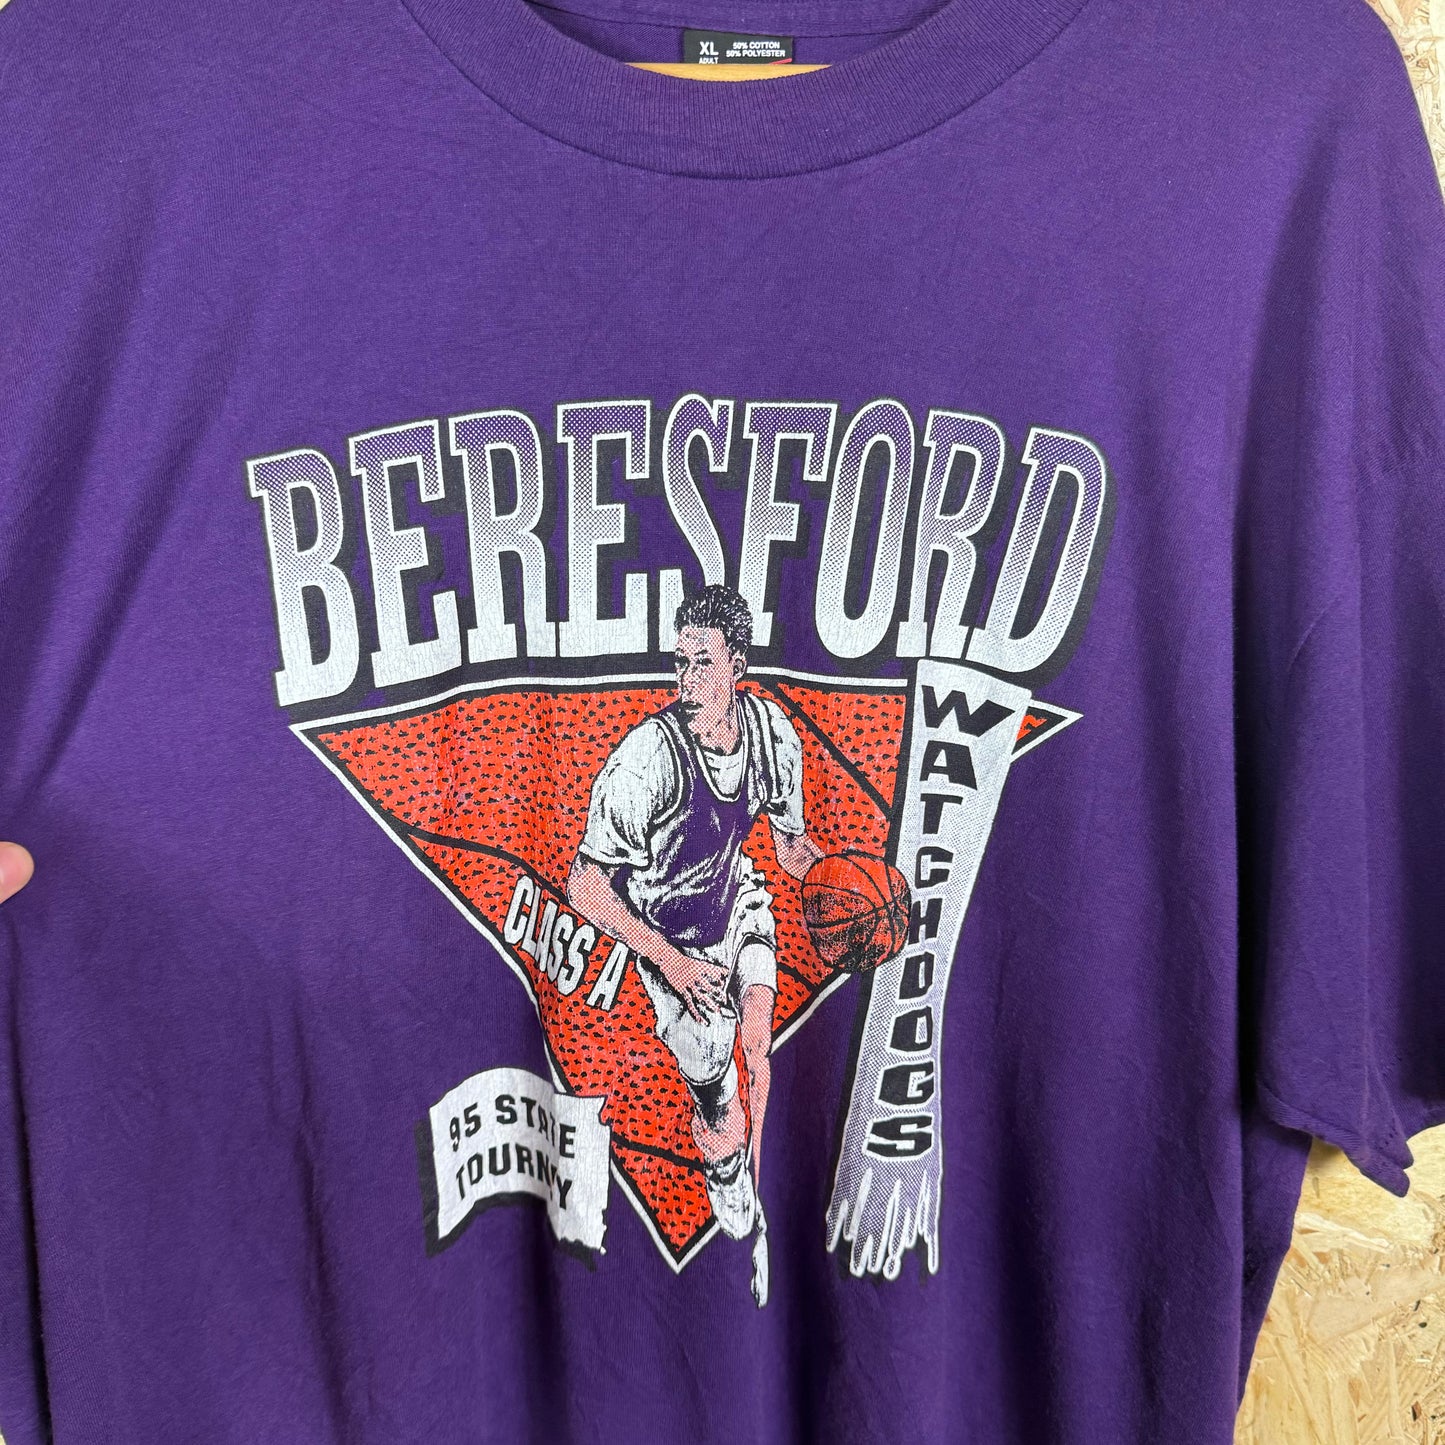 XL
ADULT
50% COTTON
50% POLYESTER
BERESFORD
WATCHDOGS
CLASS A
95 STATE
TOURNEY